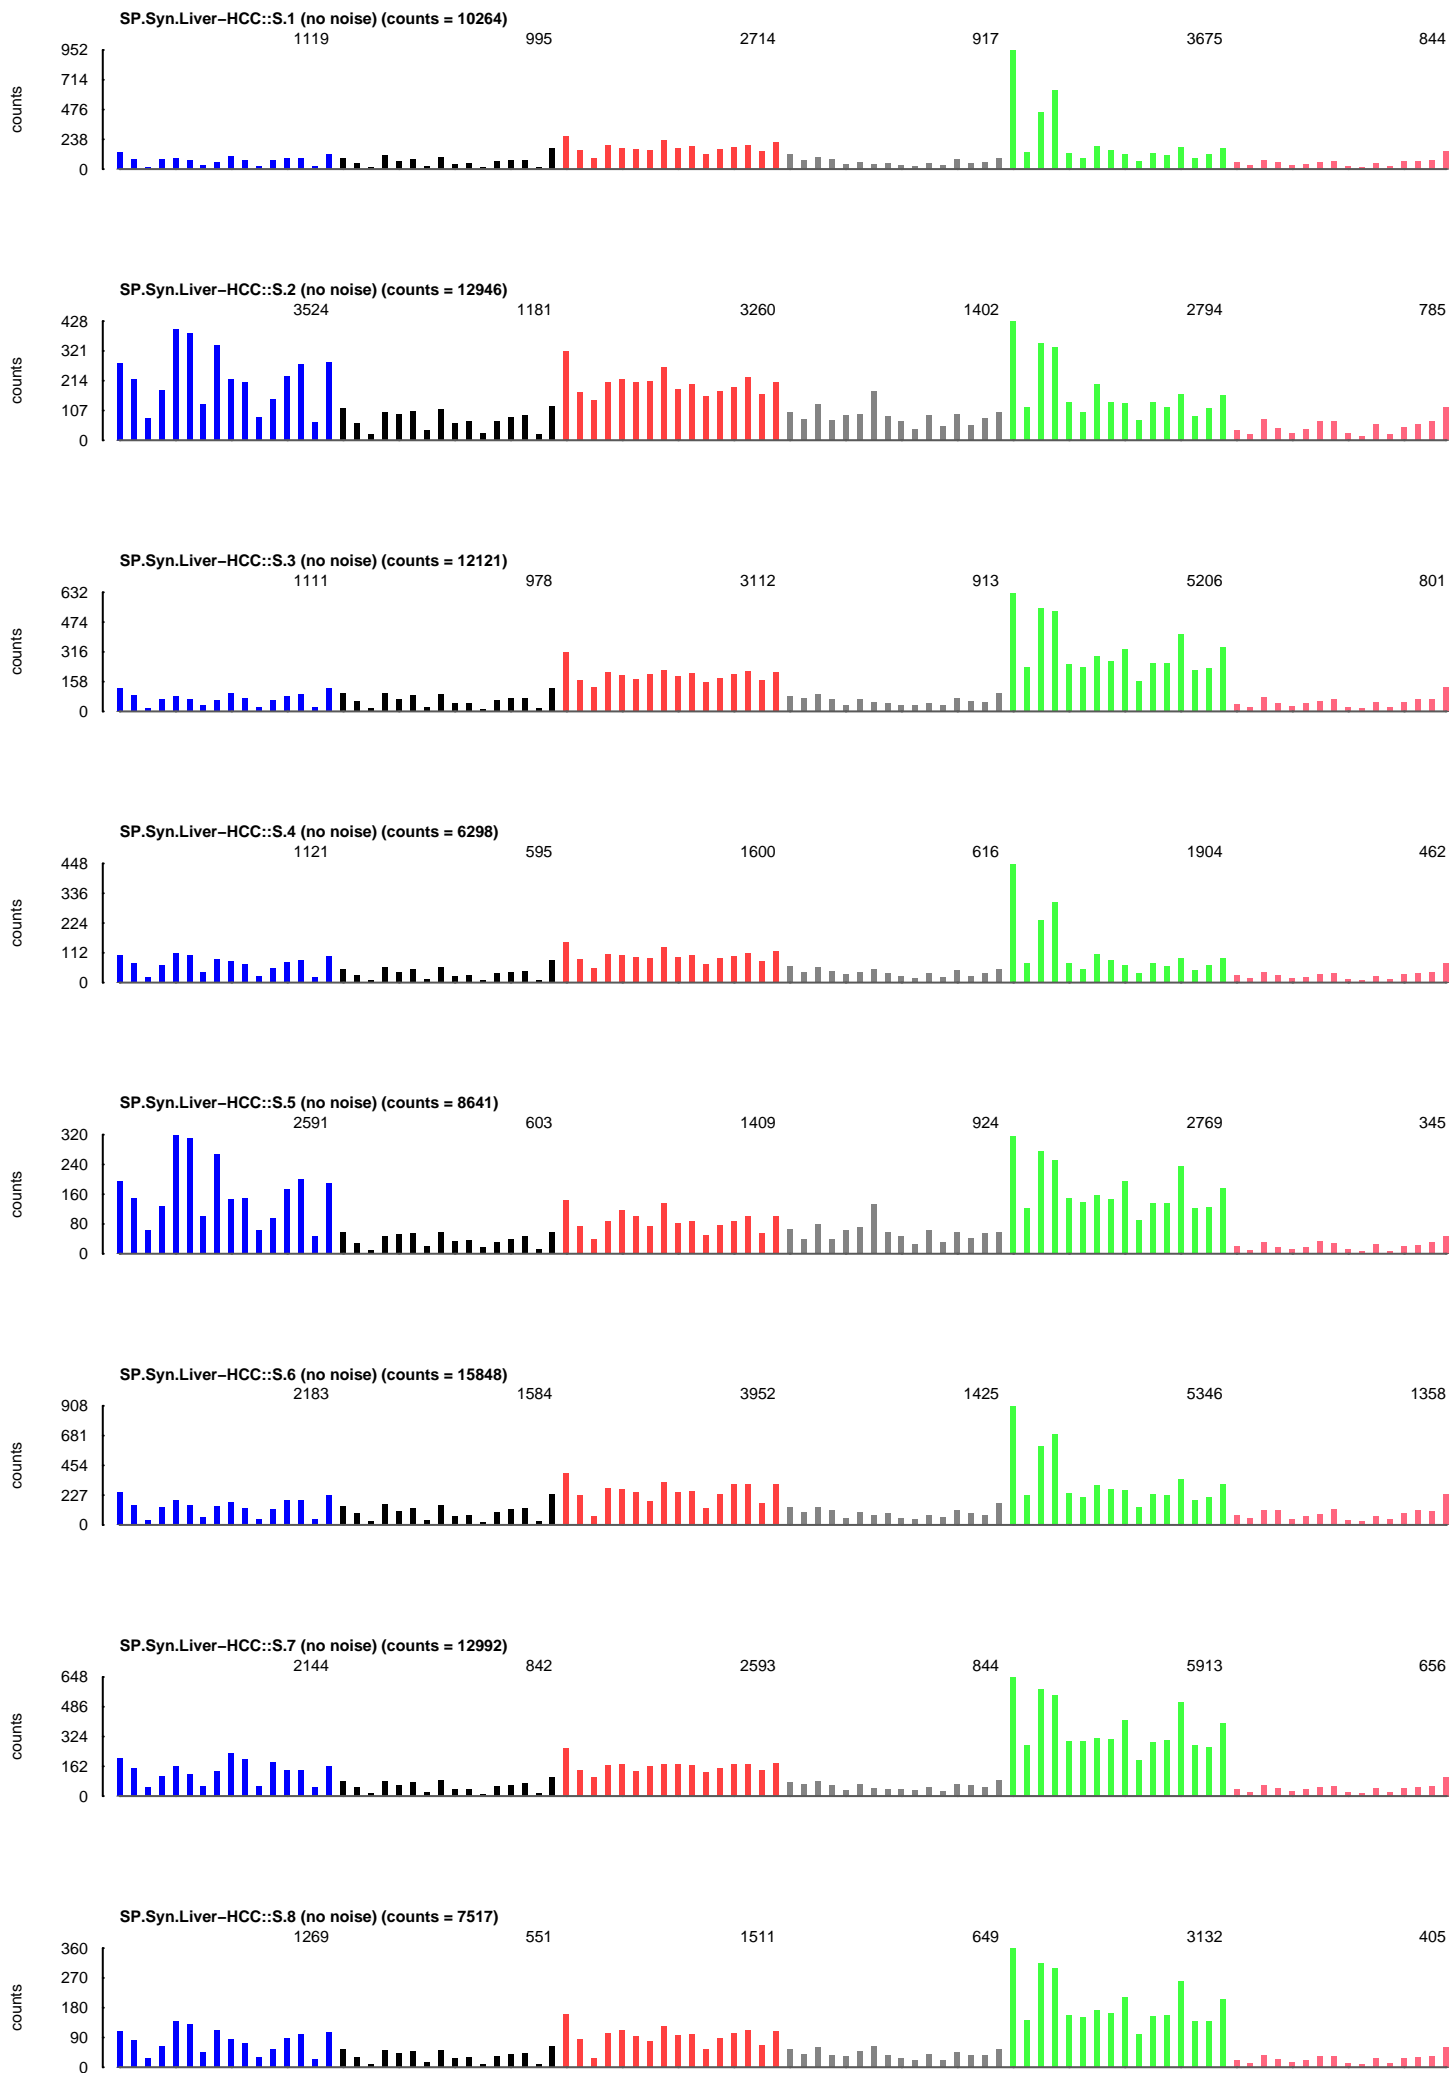 SP.Syn.Liver−HCC::S.1 (no noise) (counts = 10264)
1119 995 2714 917 3675 844
952
714
476
238
0
counts
SP.Syn.Liver−HCC::S.2 (no noise) (counts = 12946)
3524 1181 3260 1402 2794 785
428
321
214
107
0
counts
SP.Syn.Liver−HCC::S.3 (no noise) (counts = 12121)
1111 978 3112 913 5206 801
632
474
316
158
0
counts
SP.Syn.Liver−HCC::S.4 (no noise) (counts = 6298)
1121 595 1600 616 1904 462
448
336
224
112
0
counts
SP.Syn.Liver−HCC::S.5 (no noise) (counts = 8641)
2591 603 1409 924 2769 345
320
240
160
80
0
counts
SP.Syn.Liver−HCC::S.6 (no noise) (counts = 15848)
2183 1584 3952 1425 5346 1358
908
681
454
227
0
counts
SP.Syn.Liver−HCC::S.7 (no noise) (counts = 12992)
2144 842 2593 844 5913 656
648
486
324
162
0
counts
SP.Syn.Liver−HCC::S.8 (no noise) (counts = 7517)
1269 551 1511 649 3132 405
360
270
180
90
0
counts